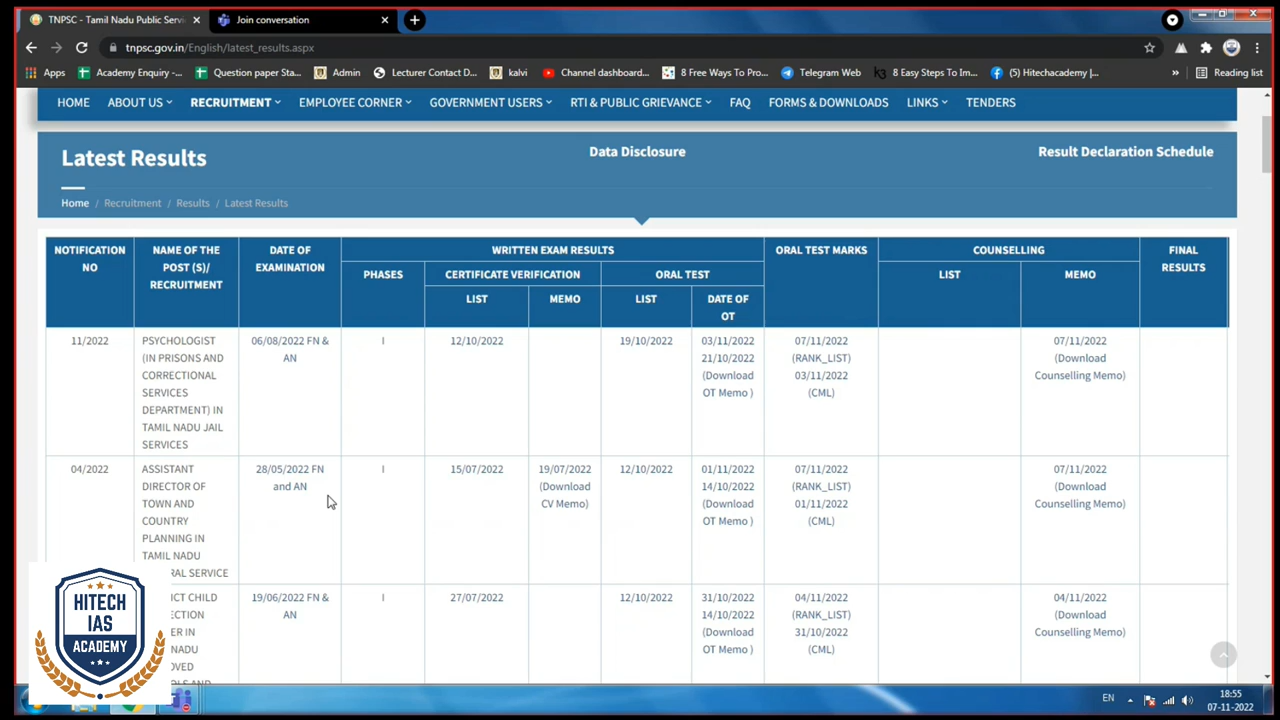 TNPSC - Tamil Nadu Public Servi
Join conversation
tnpsc.gov.in/English/latest_results.aspx
Apps
Academy Enquiry -...
Question paper Sta...
Admin
Lecturer Contact D...
kalvi
Channel dashboard...
8 Free Ways To Pro...
Telegram Web
8 Easy Steps To Im...
(5) Hitechacademy |...
»
Reading list
HOME
ABOUT US
RECRUITMENT
EMPLOYEE CORNER
GOVERNMENT USERS
RTI & PUBLIC GRIEVANCE
FAQ
FORMS & DOWNLOADS
LINKS
TENDERS
Latest Results
Data Disclosure
Result Declaration Schedule
Home / Recruitment / Results / Latest Results
NOTIFICATION
NO
NAME OF THE
POST (S)/
RECRUITMENT
DATE OF
EXAMINATION
WRITTEN EXAM RESULTS
PHASES
CERTIFICATE VERIFICATION
LIST
MEMO
ORAL TEST
LIST
DATE OF
OT
ORAL TEST MARKS
COUNSELLING
LIST
MEMO
FINAL
RESULTS
11/2022
PSYCHOLOGIST
(IN PRISONS AND
CORRECTIONAL
SERVICES
DEPARTMENT) IN
TAMIL NADU JAIL
SERVICES
06/08/2022 FN &
AN
I
12/10/2022
19/10/2022
03/11/2022
21/10/2022
(Download
OT Memo )
07/11/2022
(RANK_LIST)
03/11/2022
(CML)
07/11/2022
(Download
Counselling Memo)
04/2022
ASSISTANT
DIRECTOR OF
TOWN AND
COUNTRY
PLANNING IN
TAMIL NADU
RAL SERVICE
28/05/2022 FN
and AN
I
15/07/2022
19/07/2022
(Download
CV Memo)
12/10/2022
01/11/2022
14/10/2022
(Download
OT Memo )
07/11/2022
(RANK_LIST)
01/11/2022
(CML)
07/11/2022
(Download
Counselling Memo)
ICT CHILD
ECTION
ER IN
NADU
OVED
19/06/2022 FN &
AN
I
27/07/2022
12/10/2022
31/10/2022
14/10/2022
(Download
OT Memo )
04/11/2022
(RANK_LIST)
31/10/2022
(CML)
04/11/2022
(Download
Counselling Memo)
HITECH
IAS
ACADEMY
EN
18:55
07-11-2022